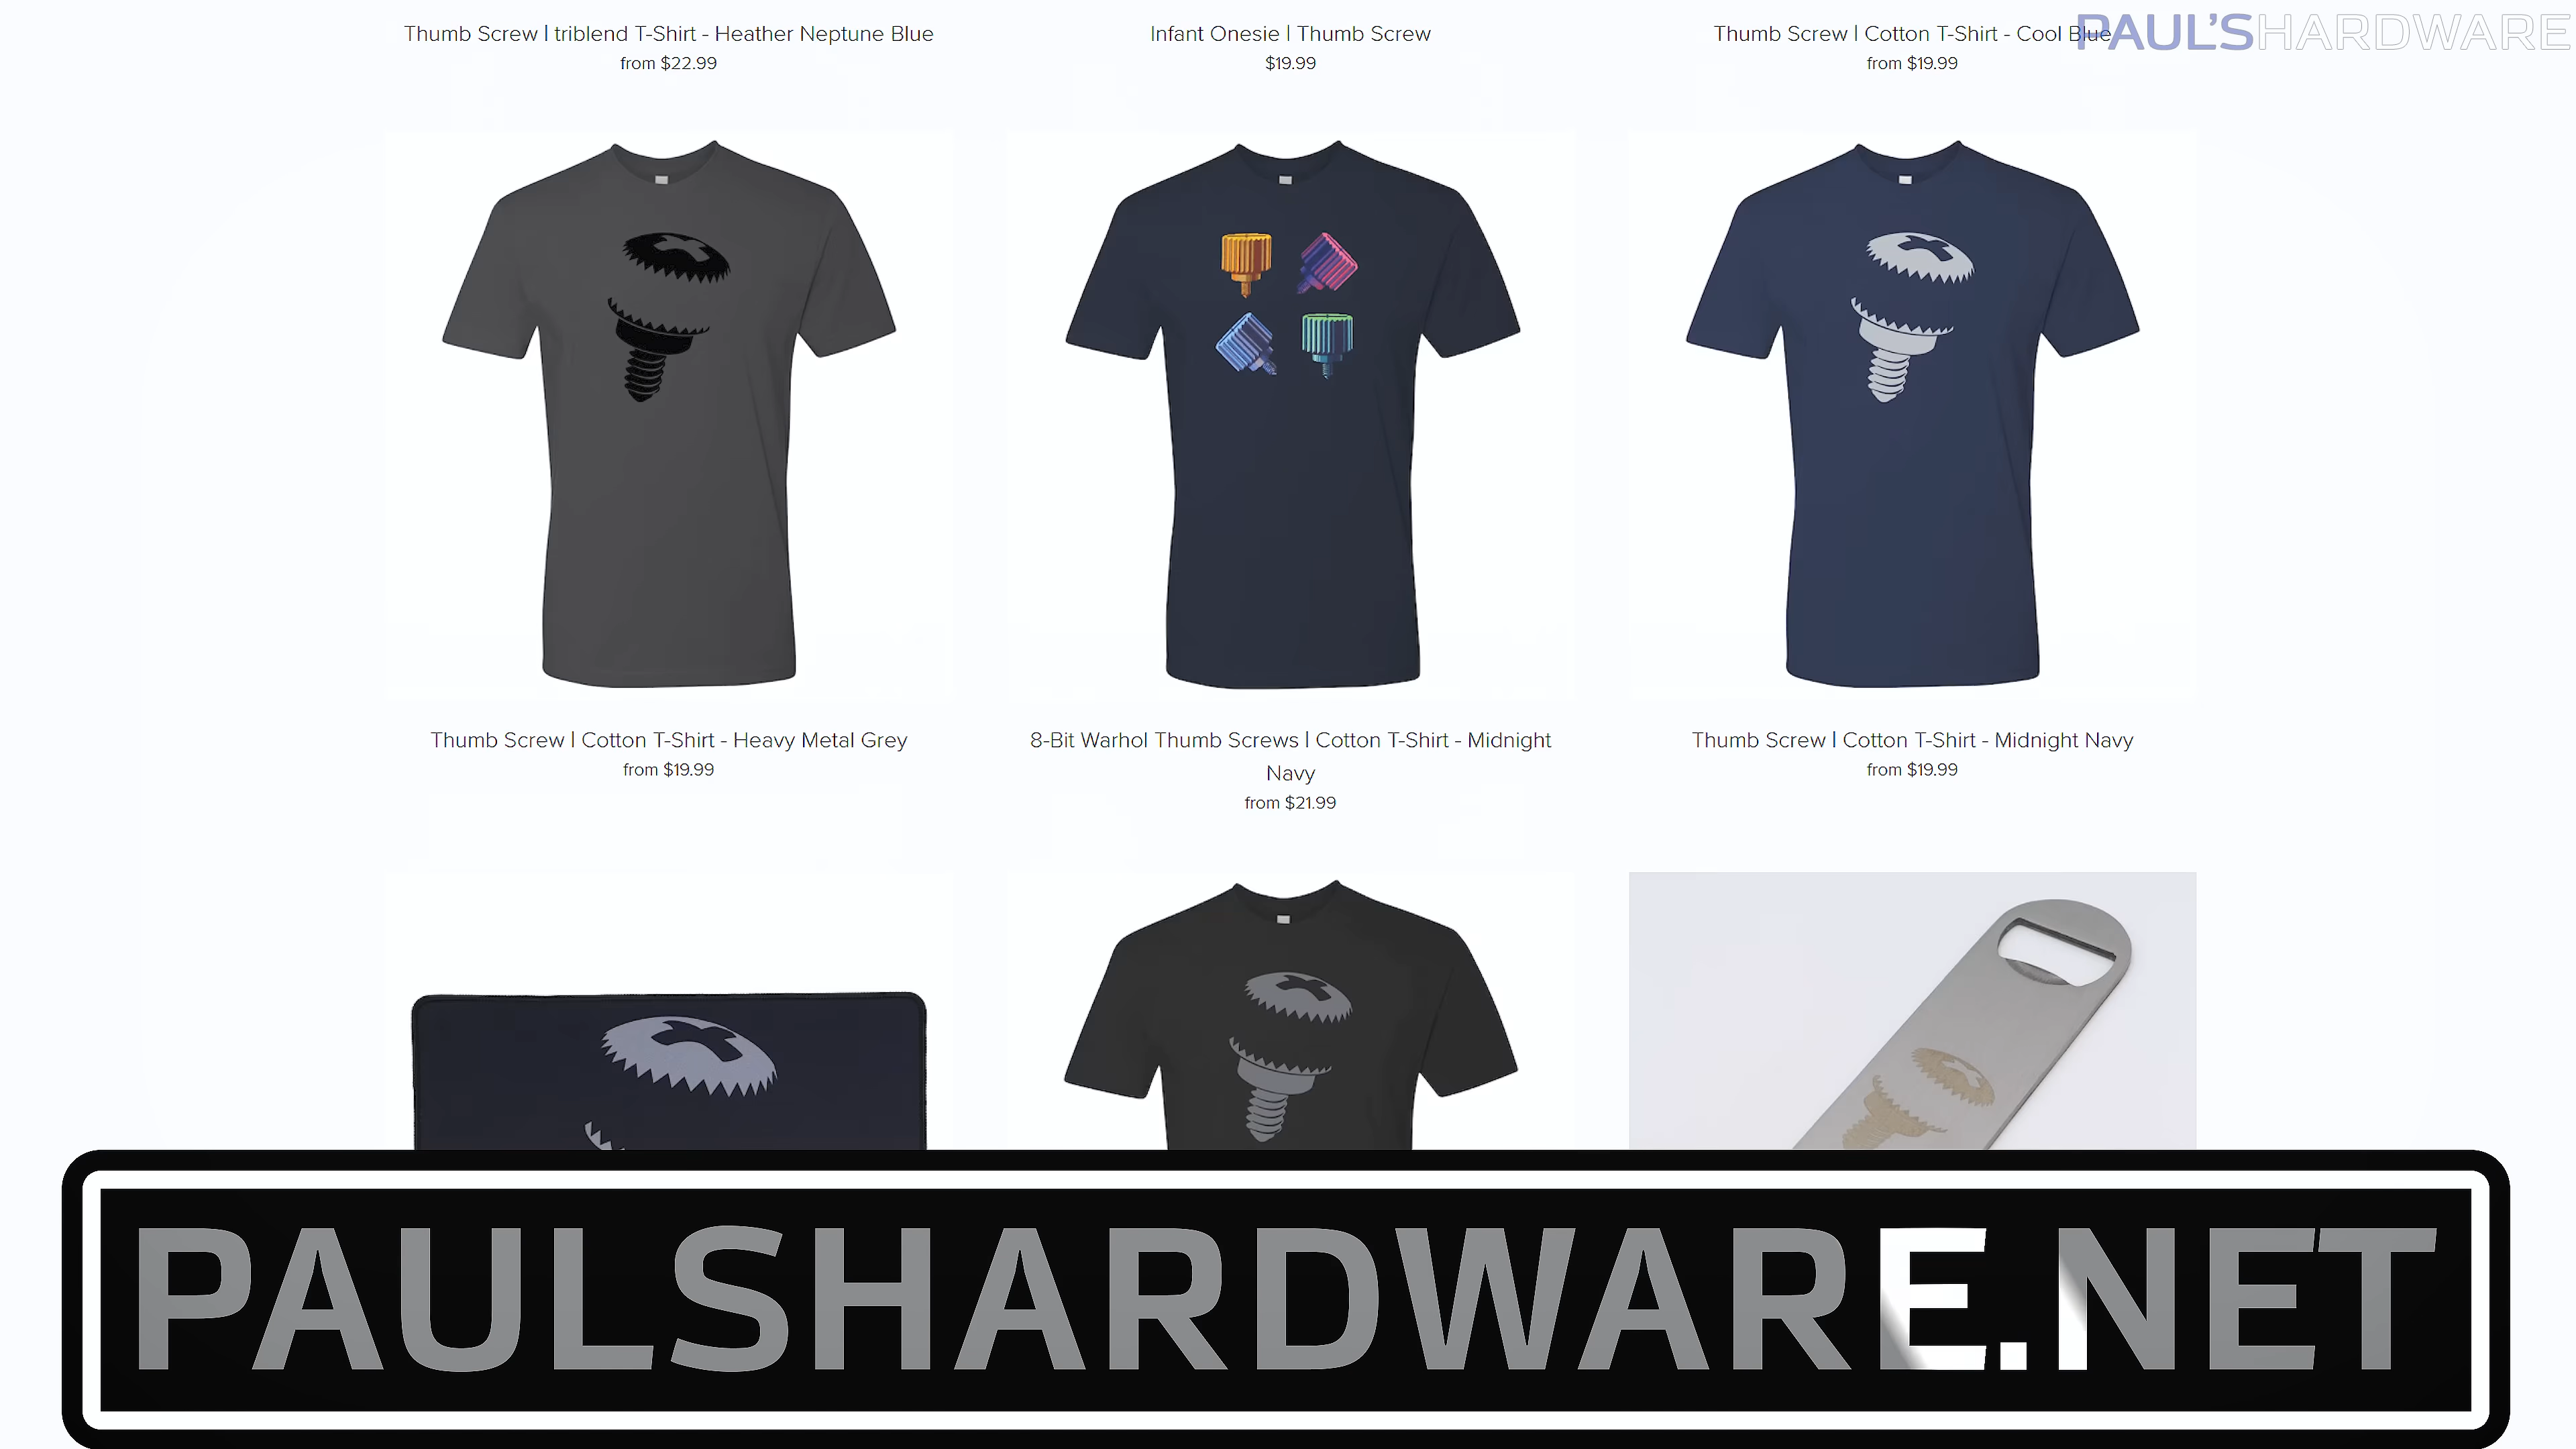 Thumb Screw | triblend T-Shirt - Heather Neptune Blue
from $22.99
Infant Onesie | Thumb Screw
$19.99
Thumb Screw | Cotton T-Shirt - Cool Blue
from $19.99
PAUL'SHARDWARE
Thumb Screw | Cotton T-Shirt - Heavy Metal Grey
from $19.99
8-Bit Warhol Thumb Screws | Cotton T-Shirt - Midnight
Navy
from $21.99
Thumb Screw | Cotton T-Shirt - Midnight Navy
from $19.99
PAULSHARDWARE.NET